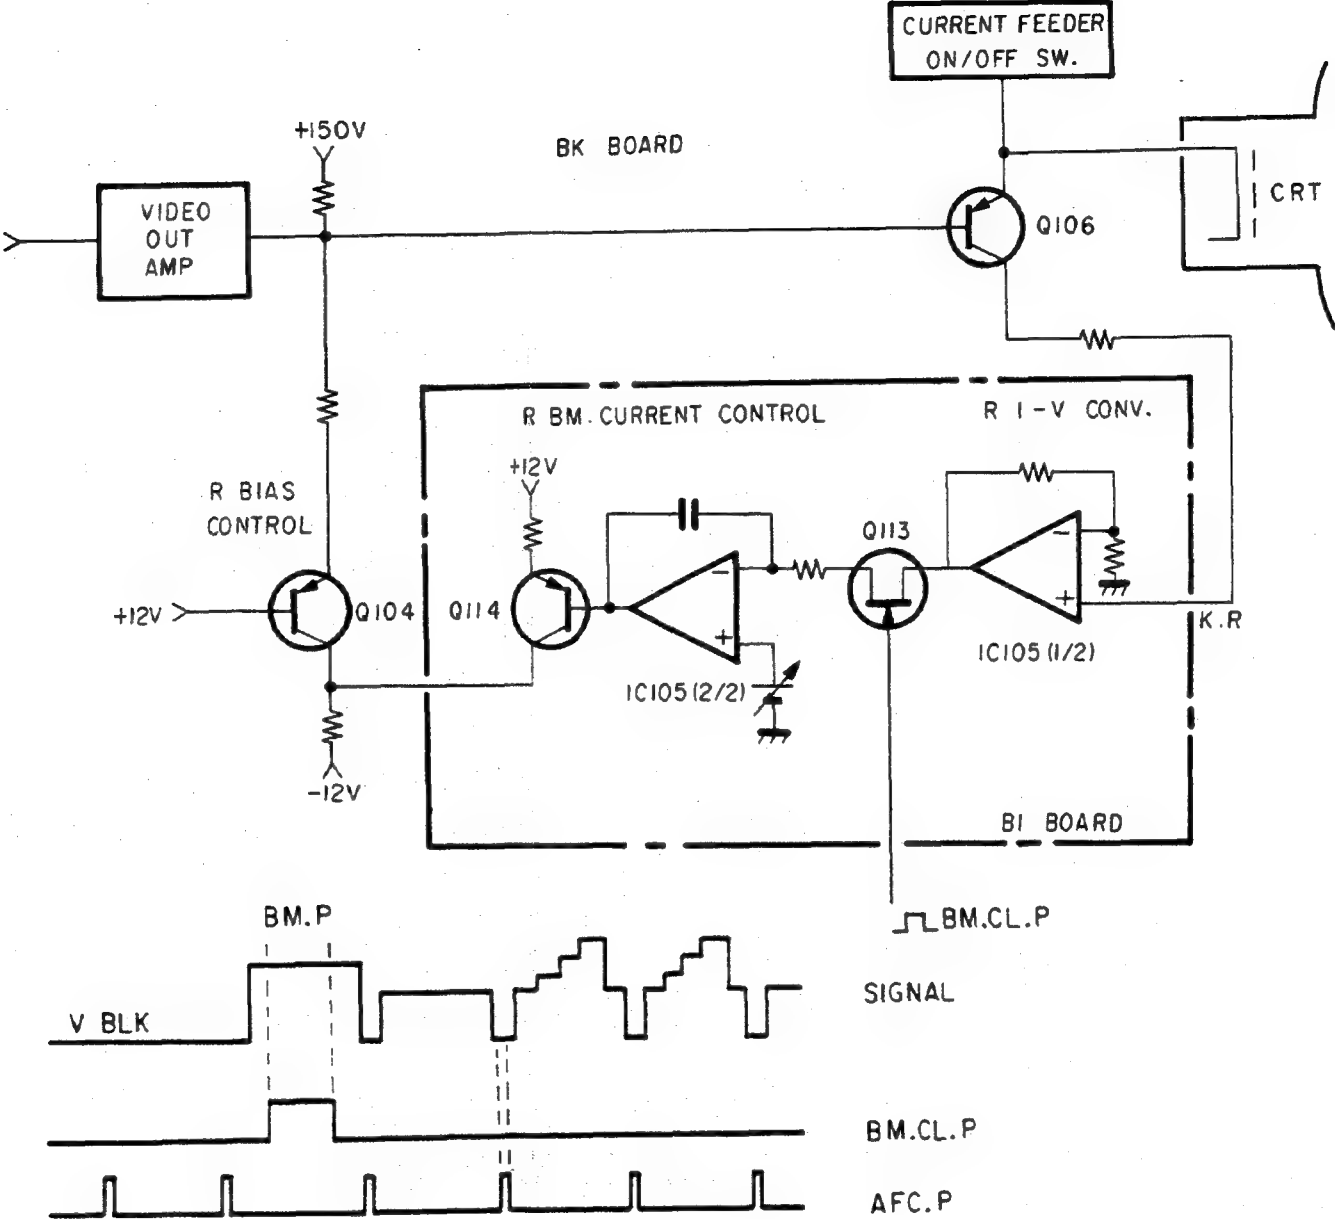 CURRENT FEEDER
ON/OFF SW.
+150V
BK BOARD
VIDEO
OUT
AMP
Q106
CRT
R BM. CURRENT CONTROL
R I-V CONV.
+12V
R BIAS
CONTROL
Q113
-
-
+12V
Q104
Q114
+
+
K.R
IC105(2/2)
IC105(1/2)
-12V
BI BOARD
BM.P
BM.CL.P
SIGNAL
V BLK
BM.CL.P
AFC.P